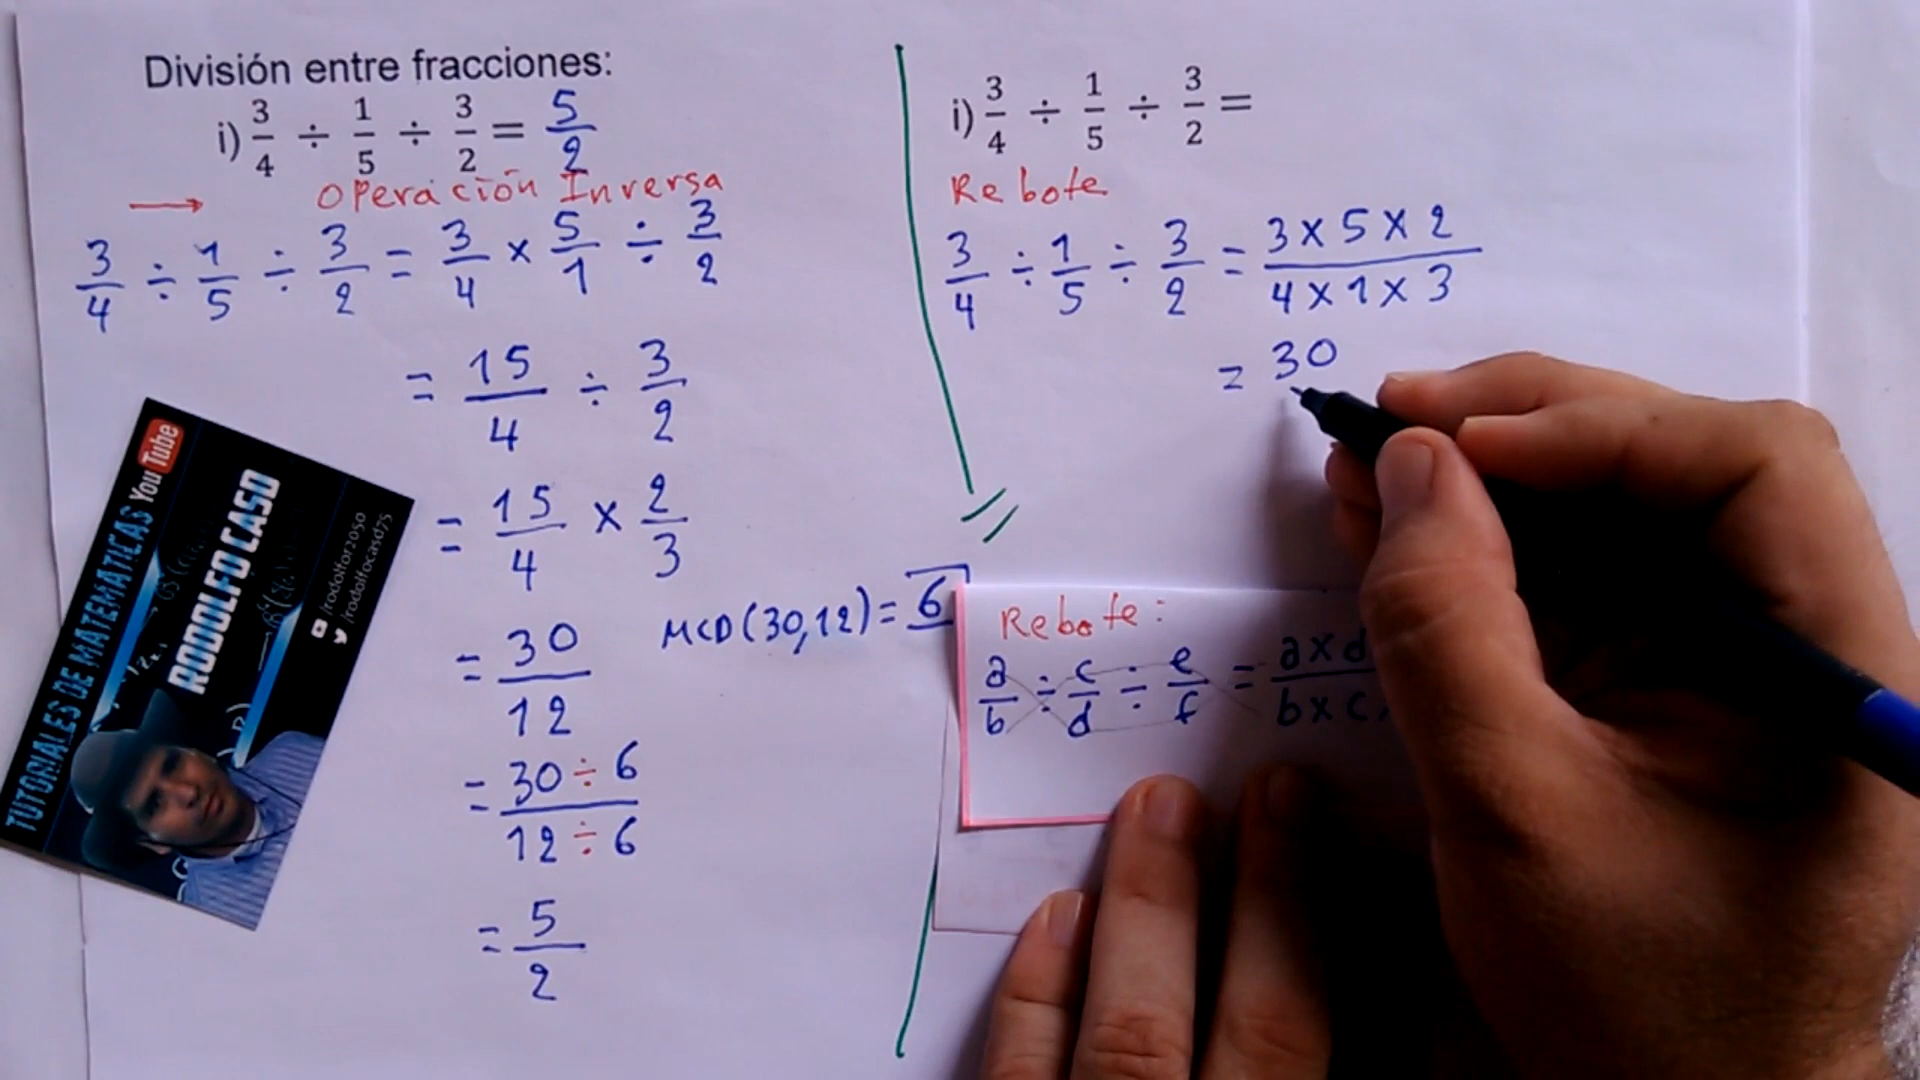 División entre fracciones:
i) 3/4 ÷ 1/5 ÷ 3/2 = 5/2
→ Operación Inversa
3/4 ÷ 1/5 ÷ 3/2 = 3/4 × 5/1 ÷ 3/2
= 15/4 ÷ 3/2
= 15/4 × 2/3
= 30/12
MCD(30,12) = 6
= 30÷6/12÷6
= 5/2
i) 3/4 ÷ 1/5 ÷ 3/2 =
Rebote
3/4 ÷ 1/5 ÷ 3/2 = 3×5×2/4×1×3
= 30
Rebote:
a/b ÷ c/d ÷ e/f = a×d/b×c
TUTORIALES DE MATEMATICAS YouTube
RODOLFO CASO
/rodolfor2050
/rodolfocasd75